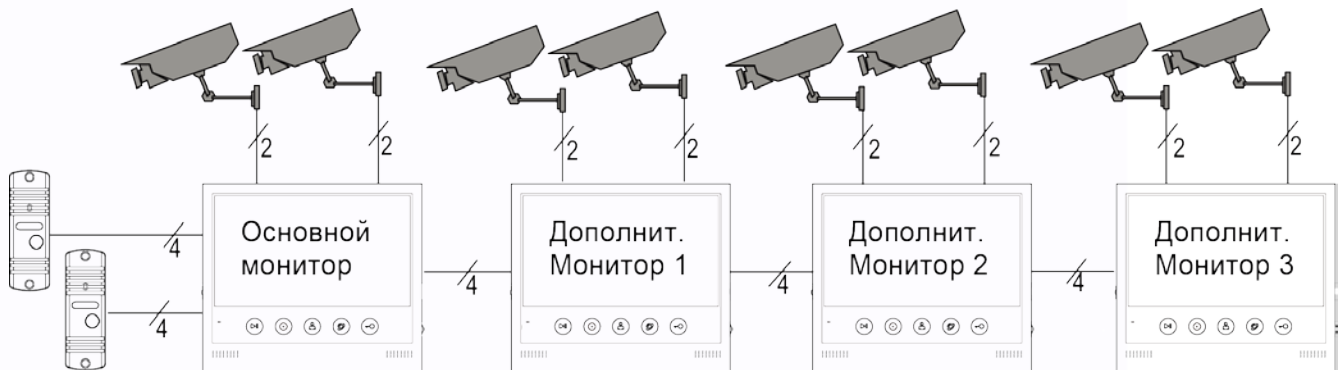 2 2 2 2 2 2 2 2
4
4
Основной
монитор
4
Дополнит.
Монитор 1
4
Дополнит.
Монитор 2
4
Дополнит.
Монитор 3